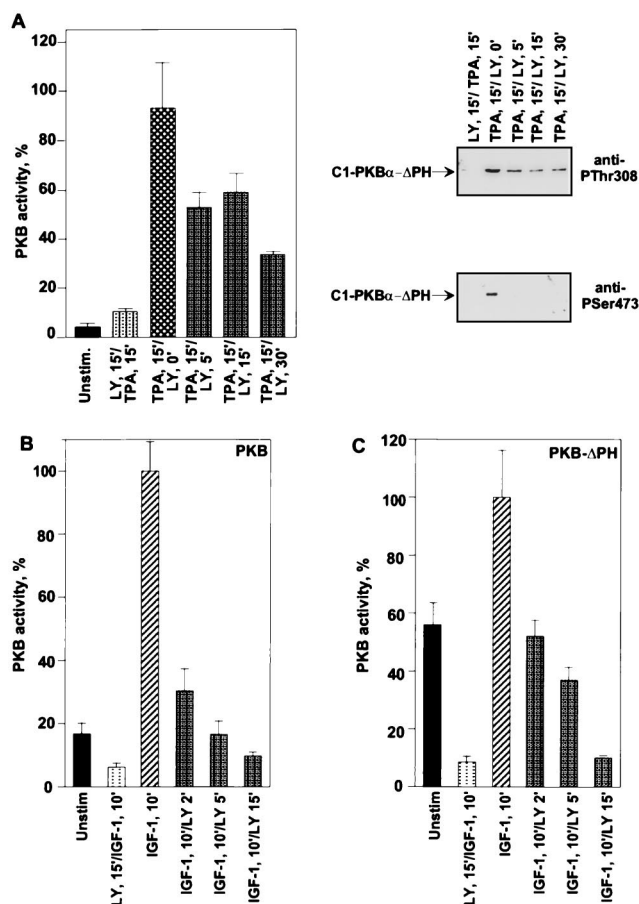 A
PKB activity, %
120
100
80
60
40
20
0
Unstim.
LY, 15'/
TPA, 15'
TPA, 15'/
LY, 0'
TPA, 15'/
LY, 5'
TPA, 15'/
LY, 15'
TPA, 15'/
LY, 30'
LY, 15'/ TPA, 15'
TPA, 15'/ LY, 0'
TPA, 15'/ LY, 5'
TPA, 15'/ LY, 15'
TPA, 15'/ LY, 30'
C1-PKBα-ΔPH
anti-
PThr308
C1-PKBα-ΔPH
anti-
PSer473
B
PKB
PKB activity, %
100
80
60
40
20
0
Unstim
LY, 15'/IGF-1, 10'
IGF-1, 10'
IGF-1, 10'/LY 2'
IGF-1, 10'/LY 5'
IGF-1, 10'/LY 15'
C
PKB-ΔPH
PKB activity, %
120
100
80
60
40
20
0
Unstim
LY, 15'/IGF-1, 10'
IGF-1, 10'
IGF-1, 10'/LY 2'
IGF-1, 10'/LY 5'
IGF-1, 10'/LY 15'